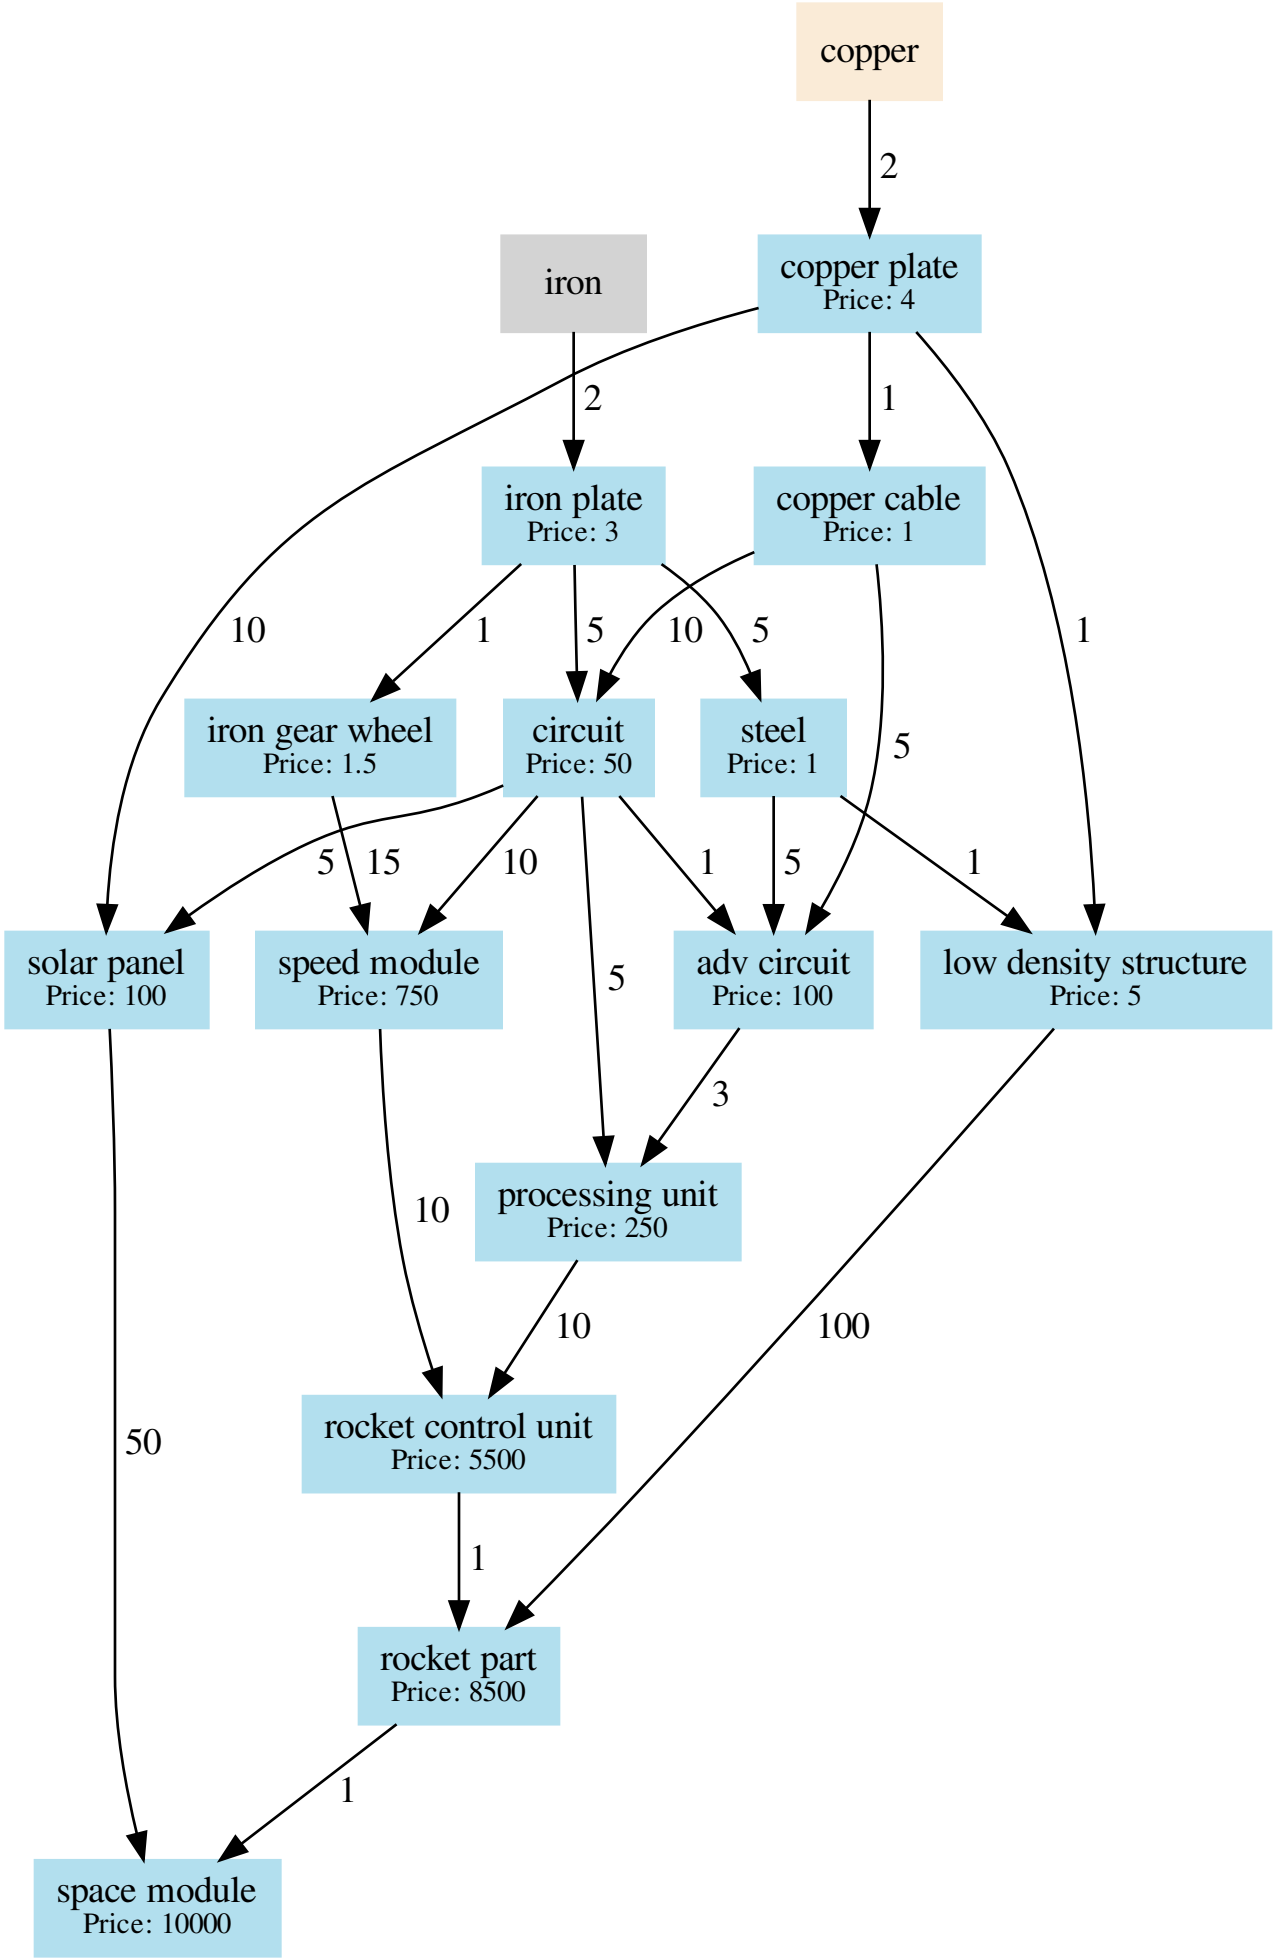 copper
2
copper plate
Price: 4
iron
2
1
iron plate
Price: 3
copper cable
Price: 1
10
1
5
10
5
1
iron gear wheel
Price: 1.5
circuit
Price: 50
steel
Price: 1
5
5
15
10
1
5
1
solar panel
Price: 100
speed module
Price: 750
adv circuit
Price: 100
low density structure
Price: 5
5
3
processing unit
Price: 250
10
10
100
rocket control unit
Price: 5500
50
1
rocket part
Price: 8500
1
space module
Price: 10000